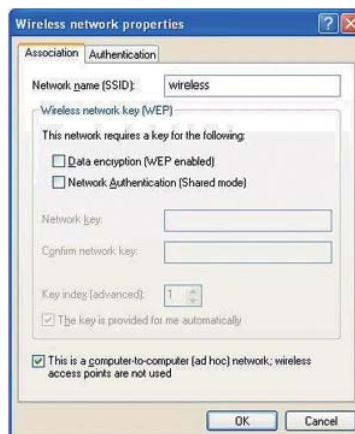 Wireless network properties
Association
Authentication
Network name (SSID):
wireless
Wireless network key (WEP)
This network requires a key for the following:
Data encryption (WEP enabled)
Network Authentication (Shared mode)
Network key:
Confirm network key:
Key index (advanced):
1
The key is provided for me automatically
This is a computer-to-computer (ad hoc) network; wireless
access points are not used
OK
Cancel